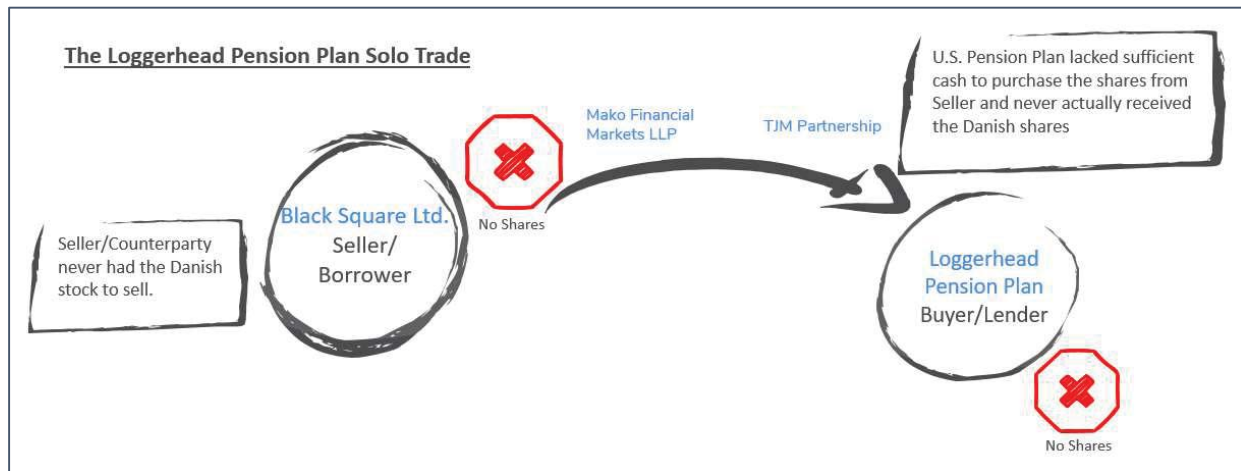 The Loggerhead Pension Plan Solo Trade
Seller/Counterparty
never had the Danish
stock to sell.
Black Square Ltd.
Seller/
Borrower
No Shares
Mako Financial
Markets LLP
TJM Partnership
U.S. Pension Plan lacked sufficient
cash to purchase the shares from
Seller and never actually received
the Danish shares
Loggerhead
Pension Plan
Buyer/Lender
No Shares